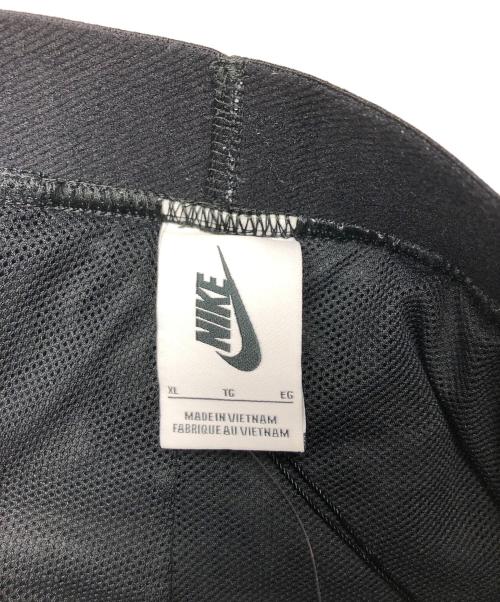 NIKE
XL TG EG
MADE IN VIETNAM
FABRIQUE AU VIETNAM